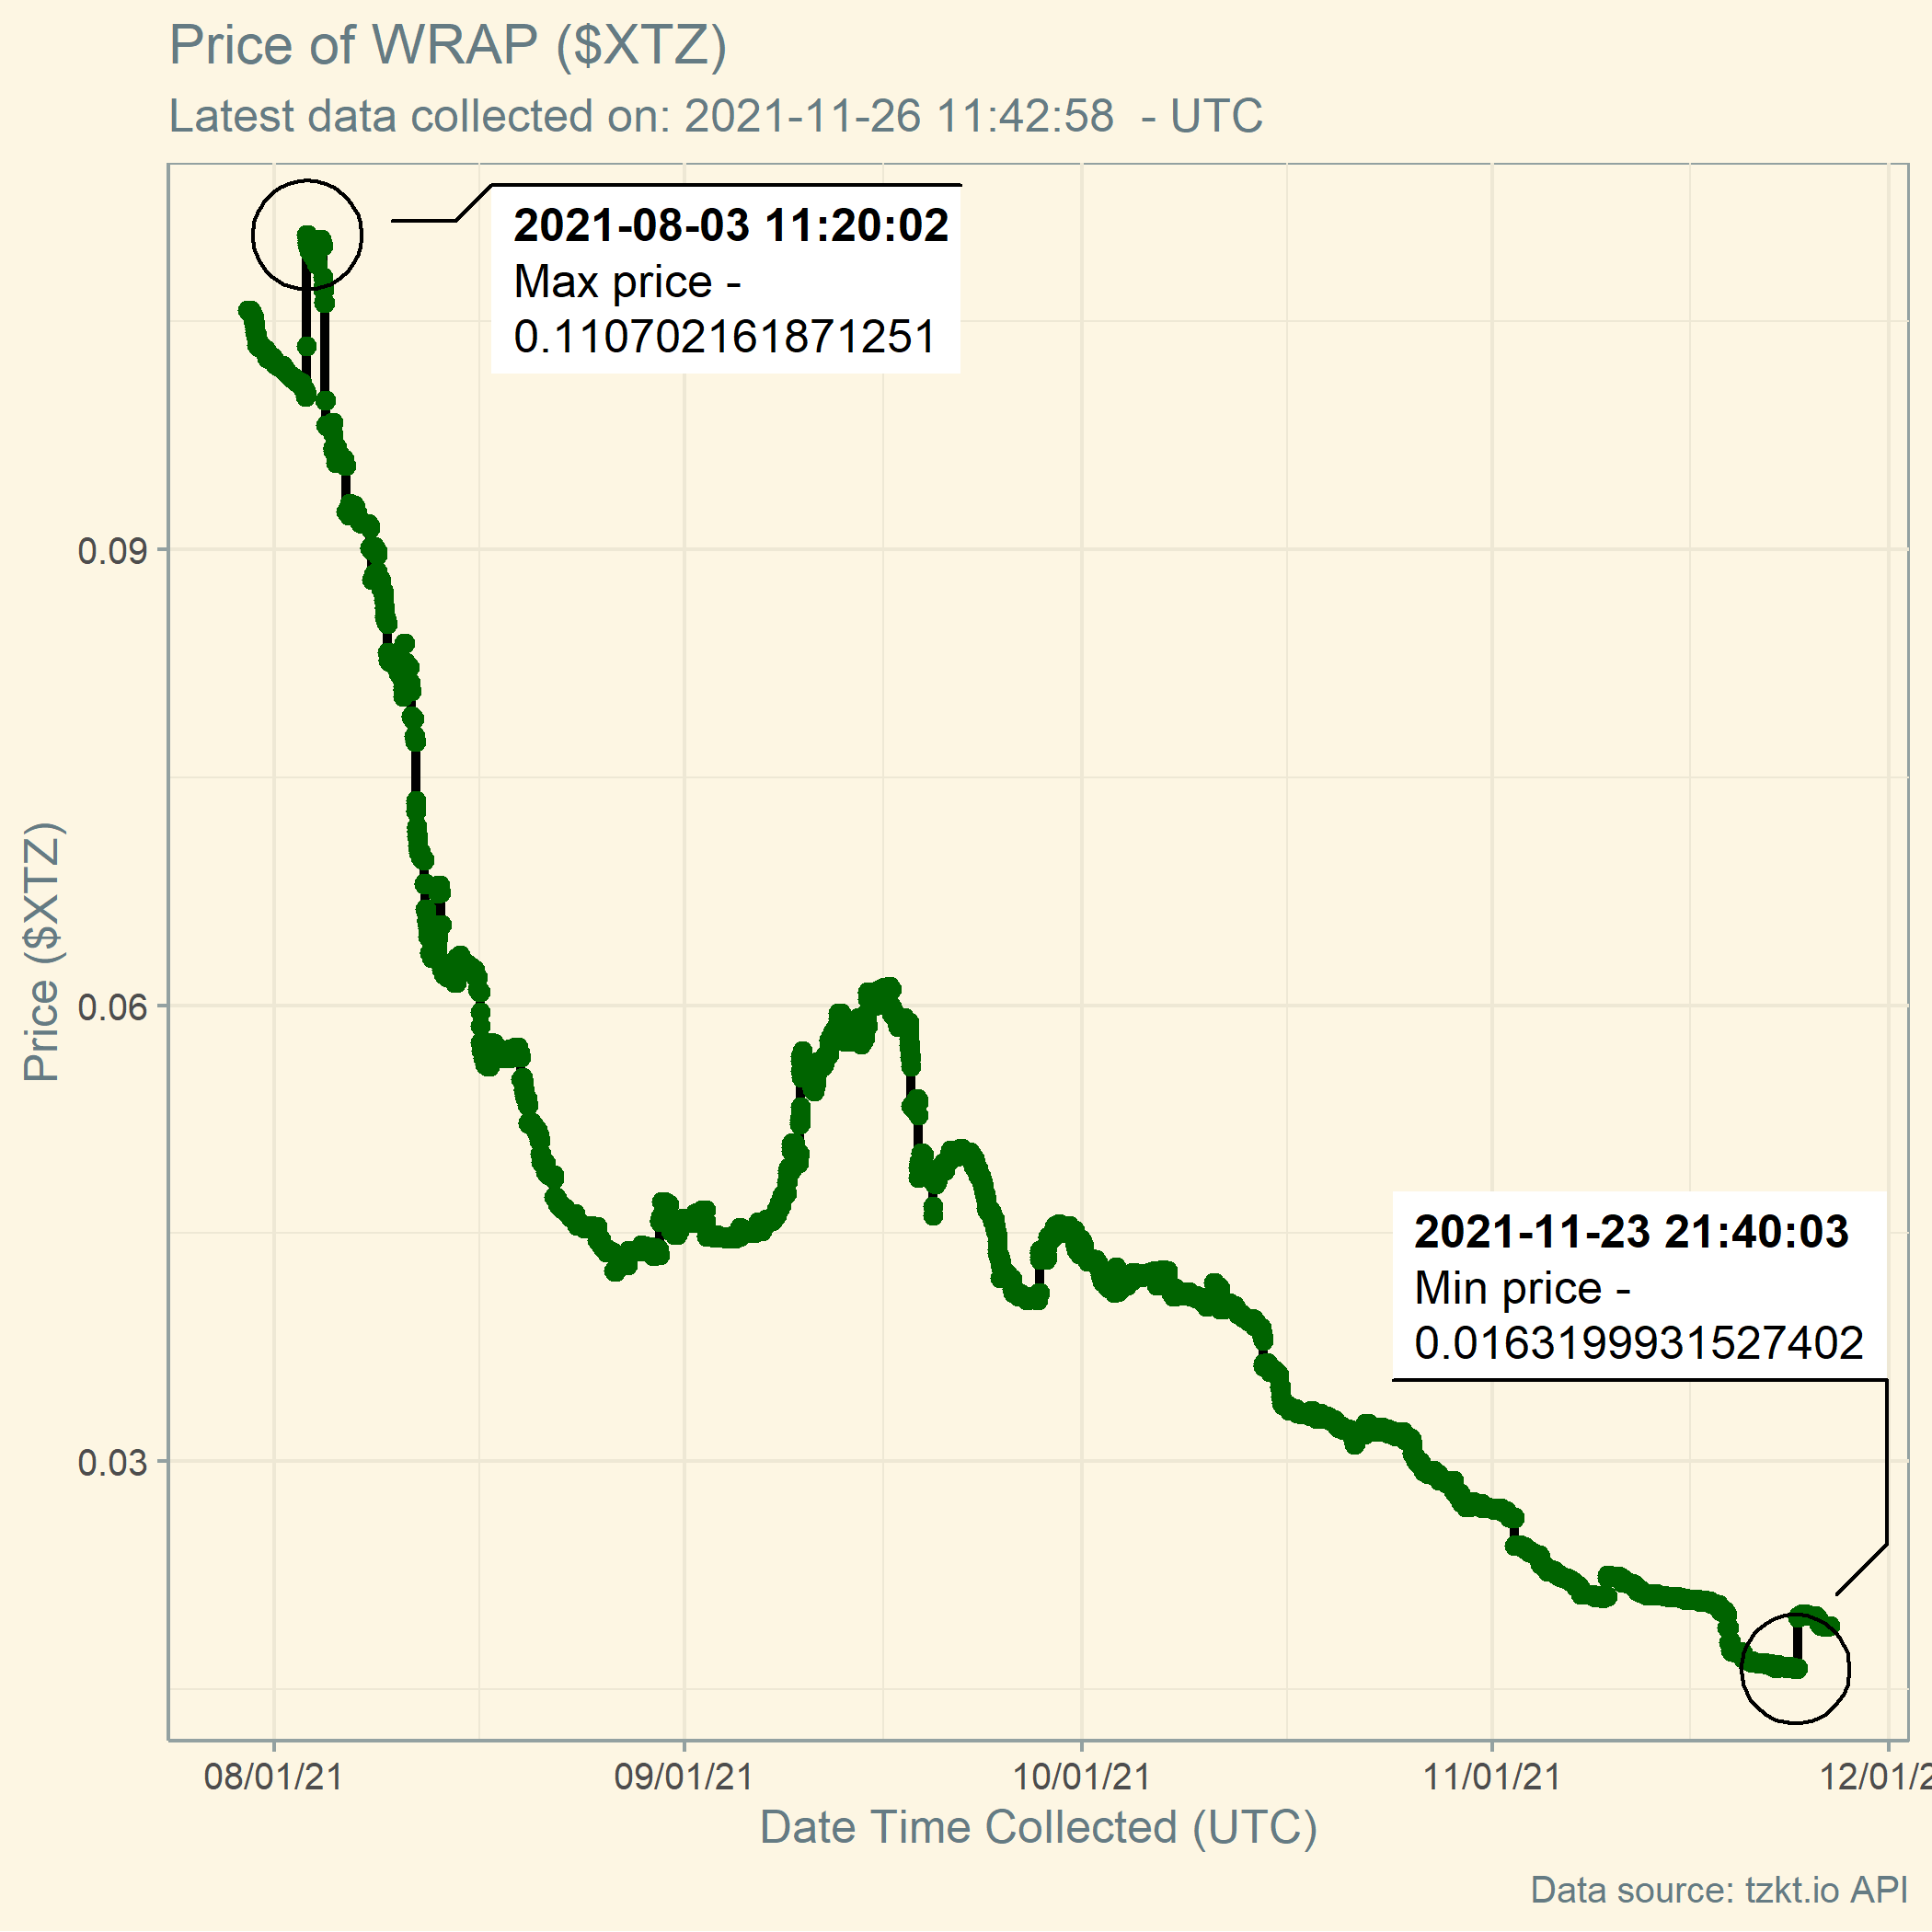 Price of WRAP ($XTZ)
Latest data collected on: 2021-11-26 11:42:58  - UTC
2021-08-03 11:20:02
Max price -
0.110702161871251
0.09
0.06
0.03
Price ($XTZ)
2021-11-23 21:40:03
Min price -
0.0163199931527402
08/01/21 09/01/21 10/01/21 11/01/21 12/01/2
Date Time Collected (UTC)
Data source: tzkt.io API